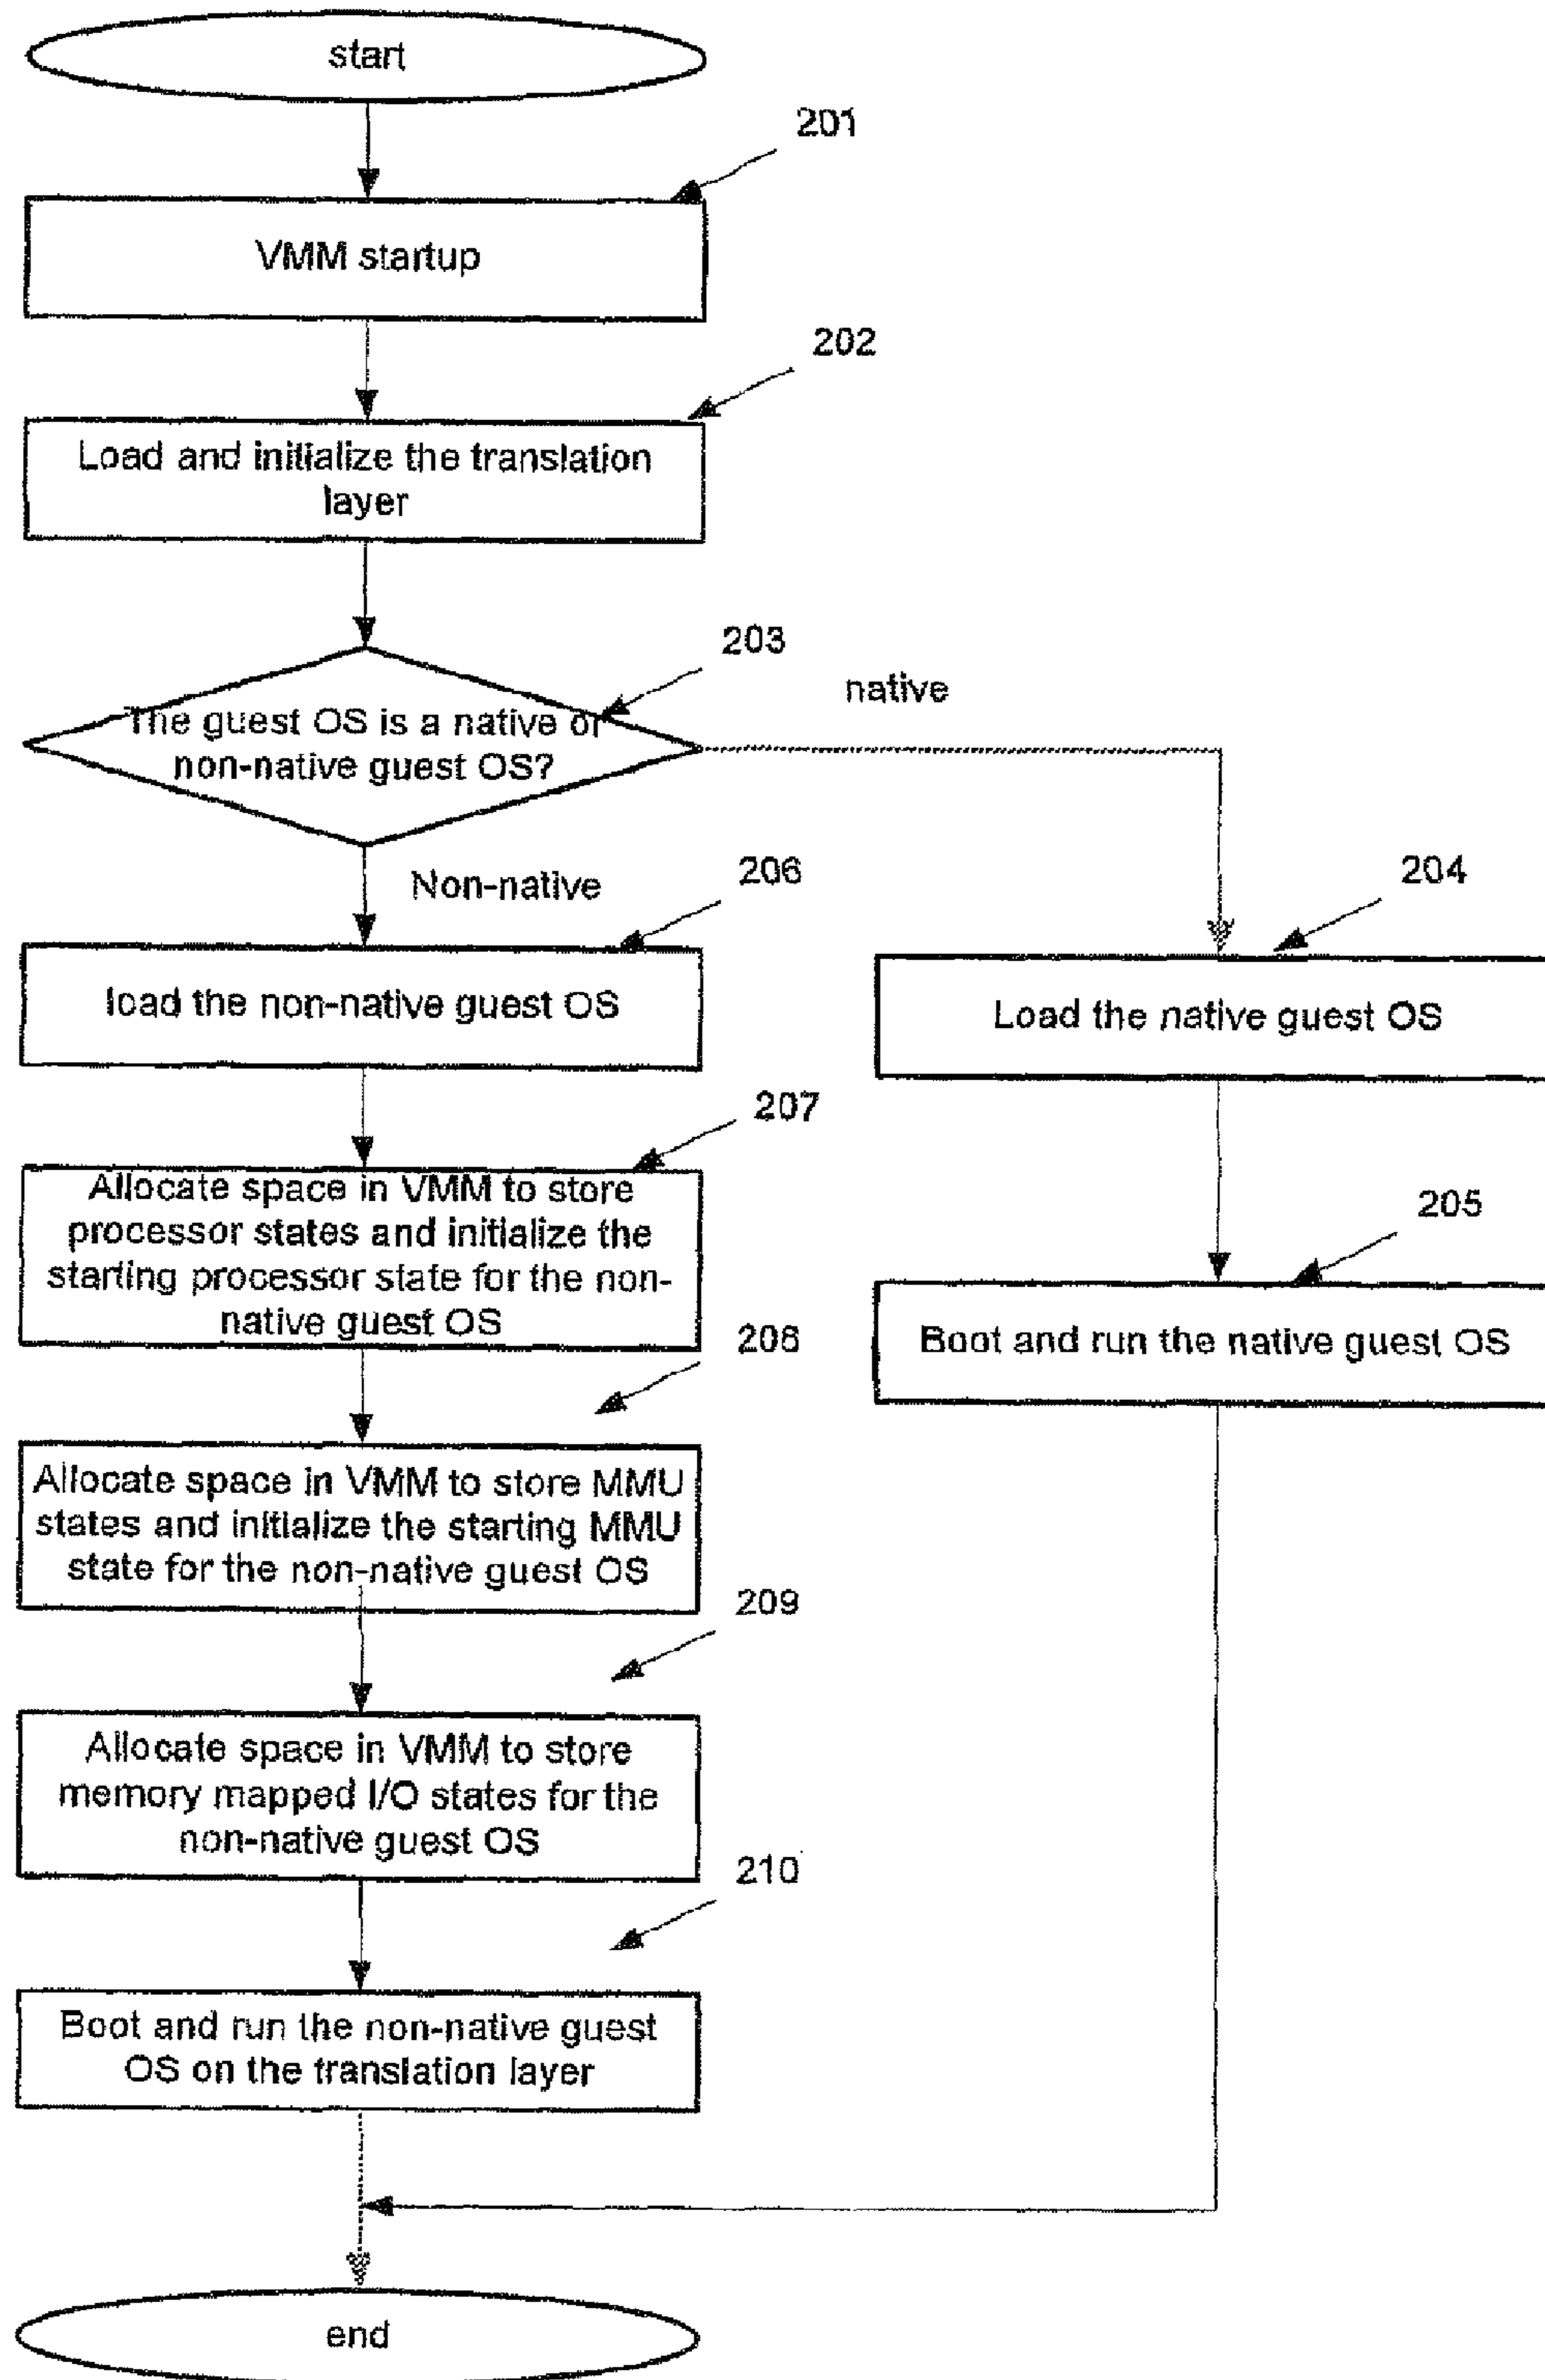 start
201
VMM startup
202
Load and initialize the translation
layer
203
native
The guest OS is a native or
non-native guest OS?
Non-native
206
204
load the non-native guest OS
Load the native guest OS
207
Allocate space in VMM to store
processor states and initialize the
starting processor state for the non-
native guest OS
205
Boot and run the native guest OS
208
Allocate space in VMM to store MMU
states and initialize the starting MMU
state for the non-native guest OS
209
Allocate space in VMM to store
memory mapped I/O states for the
non-native guest OS
210
Boot and run the non-native guest
OS on the translation layer
end